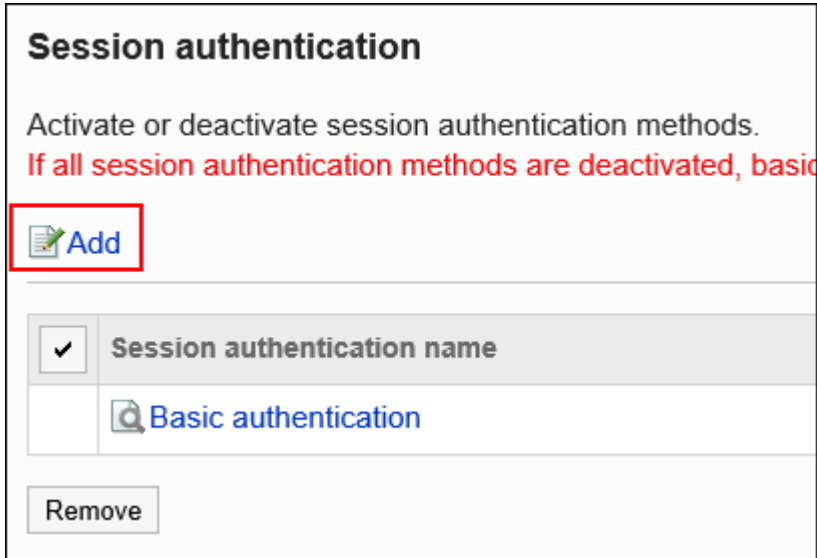 Session authentication
Activate or deactivate session authentication methods.
If all session authentication methods are deactivated, basic
Add
Session authentication name
Basic authentication
Remove